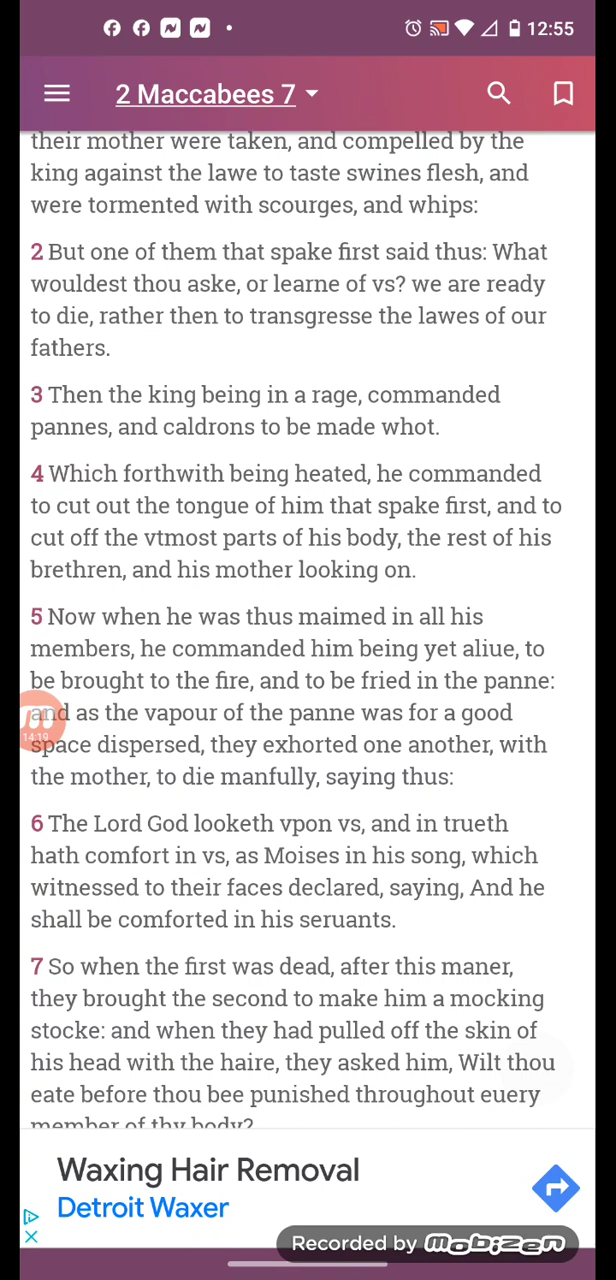 12:55
2 Maccabees 7
their mother were taken, and compelled by the
king against the lawe to taste swines flesh, and
were tormented with scourges, and whips:
2 But one of them that spake first said thus: What
wouldest thou aske, or learne of vs? we are ready
to die, rather then to transgresse the lawes of our
fathers.
3 Then the king being in a rage, commanded
pannes, and caldrons to be made whot.
4 Which forthwith being heated, he commanded
to cut out the tongue of him that spake first, and to
cut off the vtmost parts of his body, the rest of his
brethren, and his mother looking on.
5 Now when he was thus maimed in all his
members, he commanded him being yet aliue, to
be brought to the fire, and to be fried in the panne:
and as the vapour of the panne was for a good
14:19
space dispersed, they exhorted one another, with
the mother, to die manfully, saying thus:
6 The Lord God looketh vpon vs, and in trueth
hath comfort in vs, as Moises in his song, which
witnessed to their faces declared, saying, And he
shall be comforted in his seruants.
7 So when the first was dead, after this maner,
they brought the second to make him a mocking
stocke: and when they had pulled off the skin of
his head with the haire, they asked him, Wilt thou
eate before thou bee punished throughout euery
member of thy body?
Waxing Hair Removal
Detroit Waxer
Recorded by mobizen